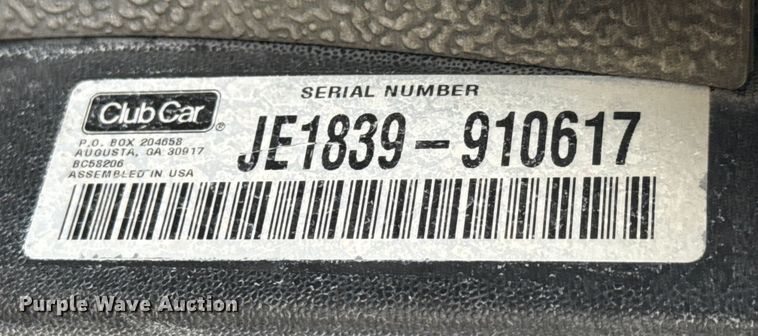 SERIAL NUMBER
Club Car®
P.O. BOX 204658
AUGUSTA, GA 30917
BC58206
ASSEMBLED IN USA
JE1839-910617
Purple Wave Auction